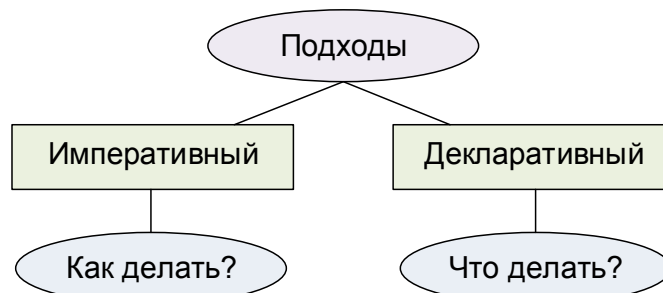 Подходы
Императивный
Декларативный
Как делать?
Что делать?